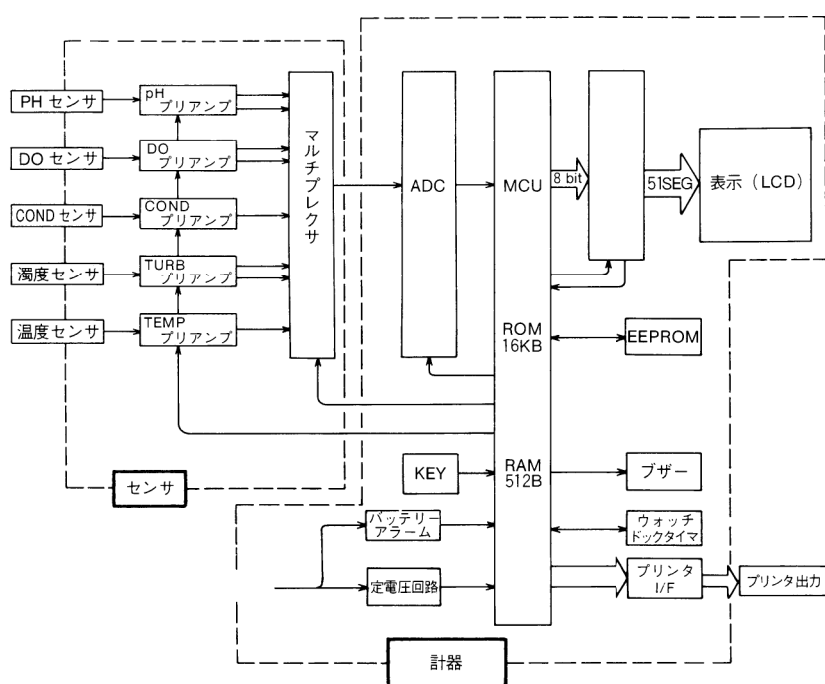 PH センサ
DO センサ
COND センサ
濁度センサ
温度センサ
pH
プリアンプ
DO
プリアンプ
COND
プリアンプ
TURB
プリアンプ
TEMP
プリアンプ
マルチプレクサ
センサ
ADC
MCU
ROM
16KB
RAM
512B
8 bit
51SEG
表示 (LCD)
EEPROM
KEY
ブザー
バッテリー
アラーム
ウォッチ
ドックタイマ
定電圧回路
プリンタ
I/F
プリンタ出力
計器